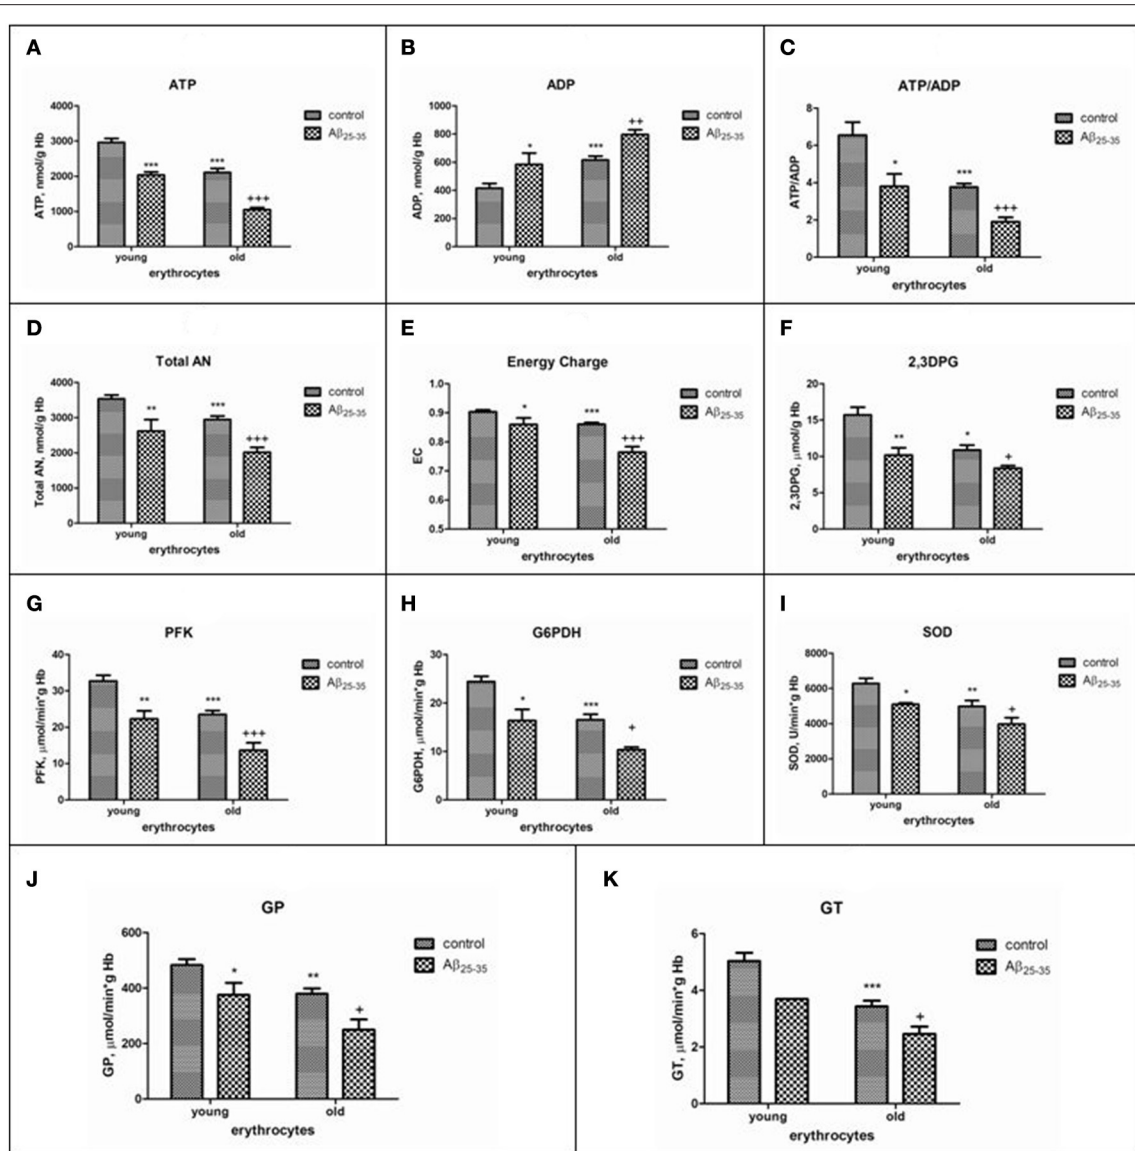 A
ATP
ATP, nmol/g Hb
4000
3000
2000
1000
0
***
***
+++
young
old
erythrocytes
control
Aβ25-35
B
ADP
ADP, nmol/g Hb
1000
800
600
400
200
0
*
***
++
young
old
erythrocytes
control
Aβ25-35
C
ATP/ADP
ATP/ADP
8
6
4
2
0
*
***
+++
young
old
erythrocytes
control
Aβ25-35
D
Total AN
Total AN, nmol/g Hb
4000
3000
2000
1000
0
**
***
+++
young
old
erythrocytes
control
Aβ25-35
E
Energy Charge
EC
1.0
0.9
0.8
0.7
0.6
0.5
*
***
+++
young
old
erythrocytes
control
Aβ25-35
F
2,3DPG
2,3DPG, μmol/g Hb
20
15
10
5
0
**
*
+
young
old
erythrocytes
control
Aβ25-35
G
PFK
PFK, μmol/min*g Hb
40
30
20
10
0
**
***
+++
young
old
erythrocytes
control
Aβ25-35
H
G6PDH
G6PDH, μmol/min*g Hb
30
20
10
0
*
***
+
young
old
erythrocytes
control
Aβ25-35
I
SOD
SOD, U/min*g Hb
8000
6000
4000
2000
0
*
**
+
young
old
erythrocytes
control
Aβ25-35
J
GP
GP, μmol/min*g Hb
600
400
200
0
*
**
+
young
old
erythrocytes
control
Aβ25-35
K
GT
GT, μmol/min*g Hb
6
4
2
0
***
+
young
old
erythrocytes
control
Aβ25-35